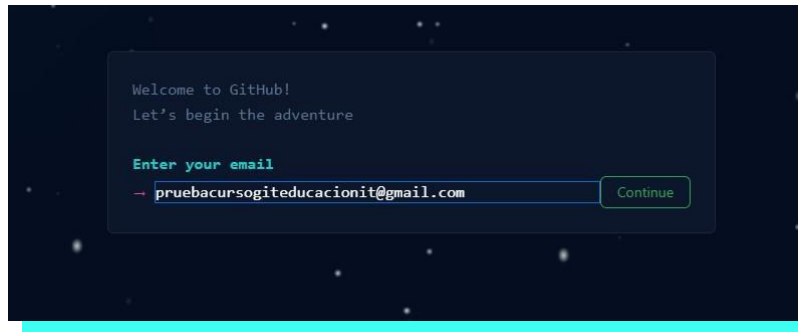 Welcome to GitHub!
Let’s begin the adventure
Enter your email
→ pruebacursogiteducacionit@gmail.com Continue